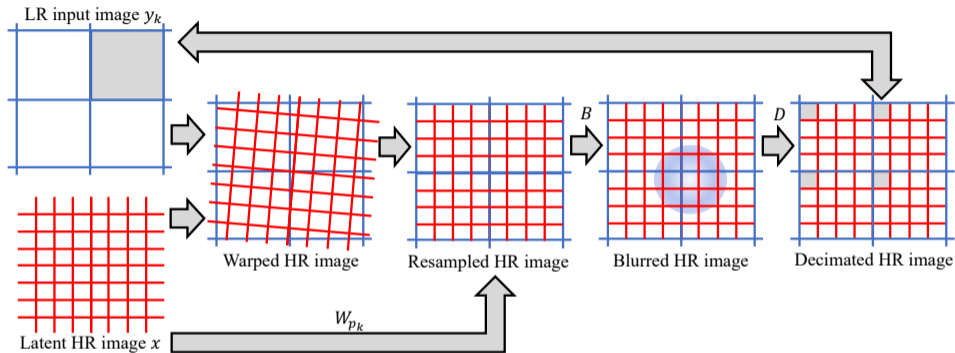 LR input image y_k
B
D
Warped HR image
Resampled HR image
Blurred HR image
Decimated HR image
W_{p_k}
Latent HR image x